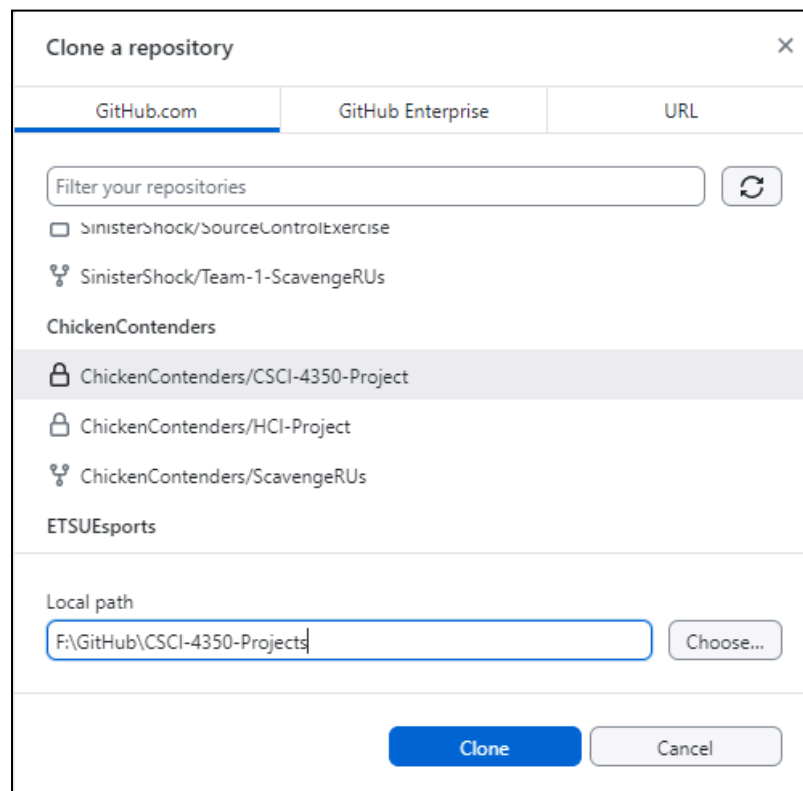 Clone a repository
GitHub.com GitHub Enterprise URL
Filter your repositories
SinisterShock/SourceControlExercise
SinisterShock/Team-1-ScavengeRUs
ChickenContenders
ChickenContenders/CSCI-4350-Project
ChickenContenders/HCI-Project
ChickenContenders/ScavengeRUs
ETSUEsports
Local path
F:\GitHub\CSCI-4350-Projects
Choose...
Clone Cancel